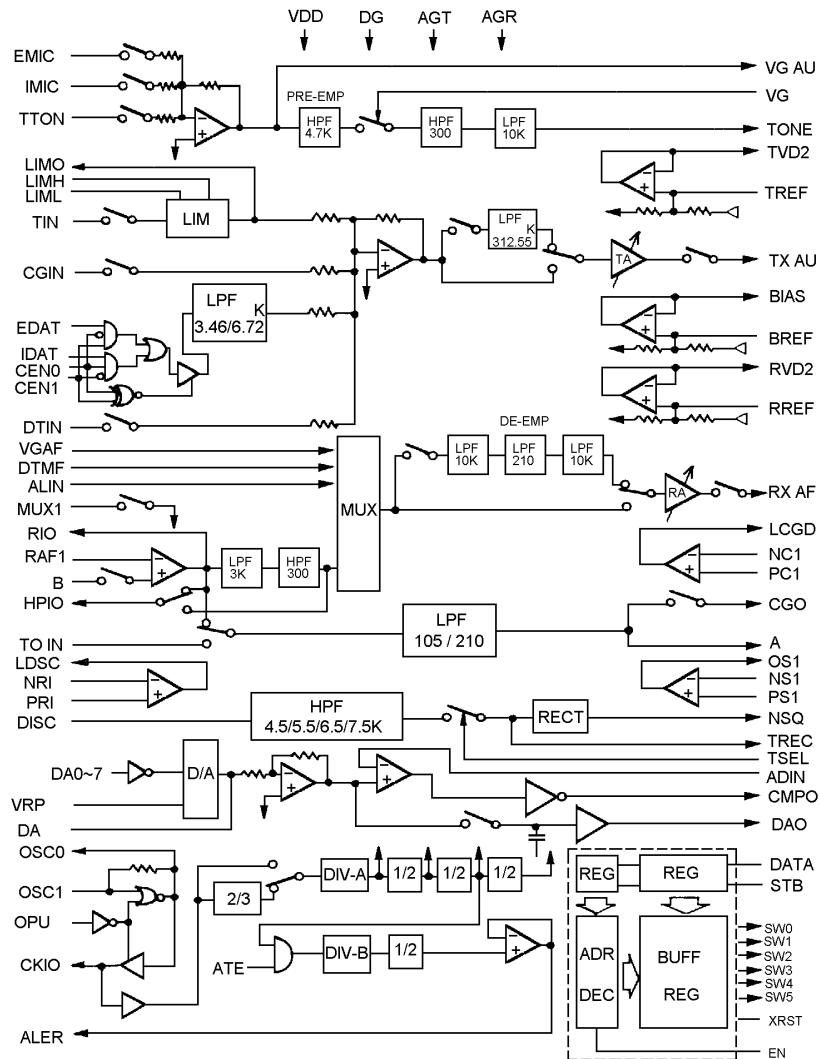 VDD DG AGT AGR
EMIC
IMIC
TTON
PRE-EMP
HPF
4.7K
HPF
300
LPF
10K
VG AU
VG
TONE
TVD2
TREF
LIMO
LIMH
LIML
TIN
LIM
LPF
K
312.55
TA
TX AU
CGIN
LPF
K
3.46/6.72
BIAS
BREF
EDAT
IDAT
CEN0
CEN1
RVD2
RREF
DTIN
VGAF
DTMF
ALIN
MUX1
MUX
DE-EMP
LPF
10K
LPF
210
LPF
10K
RA
RX AF
RIO
RAF1
B
HPIO
LPF
3K
HPF
300
LCGD
NC1
PC1
CGO
TO IN
LPF
105 / 210
A
LDSC
NRI
PRI
OS1
NS1
PS1
DISC
HPF
4.5/5.5/6.5/7.5K
RECT
NSQ
TREC
TSEL
ADIN
DA0~7
D/A
VRP
DA
CMPO
DAO
OSC0
OSC1
OPU
CKIO
2/3
DIV-A
1/2
1/2
1/2
ATE
DIV-B
1/2
ALER
REG
REG
DATA
STB
ADR
DEC
BUFF
REG
SW0
SW1
SW2
SW3
SW4
SW5
XRST
EN